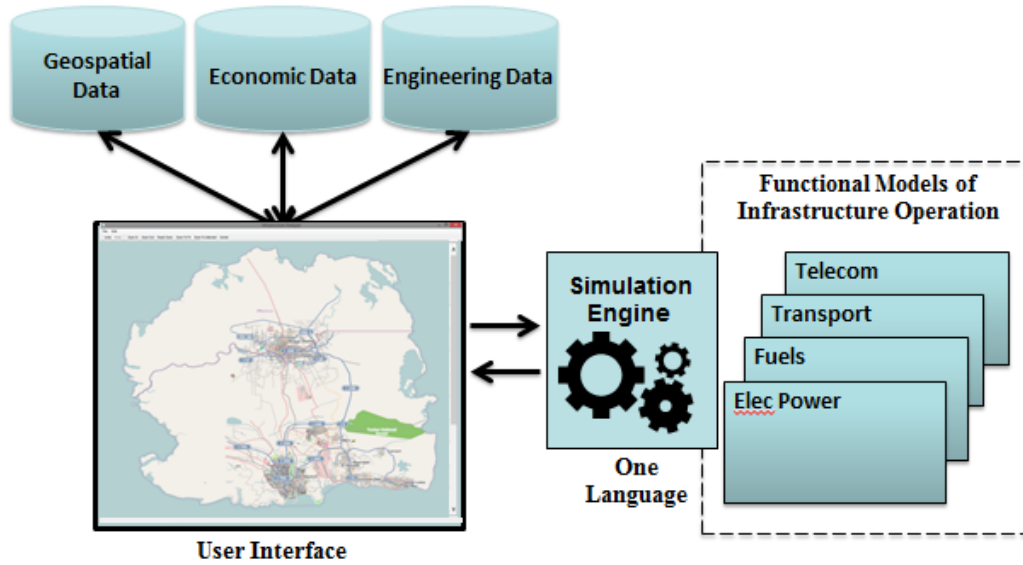 Geospatial
Data
Economic Data
Engineering Data
Functional Models of
Infrastructure Operation
Telecom
Transport
Fuels
Elec Power
Simulation
Engine
One
Language
User Interface